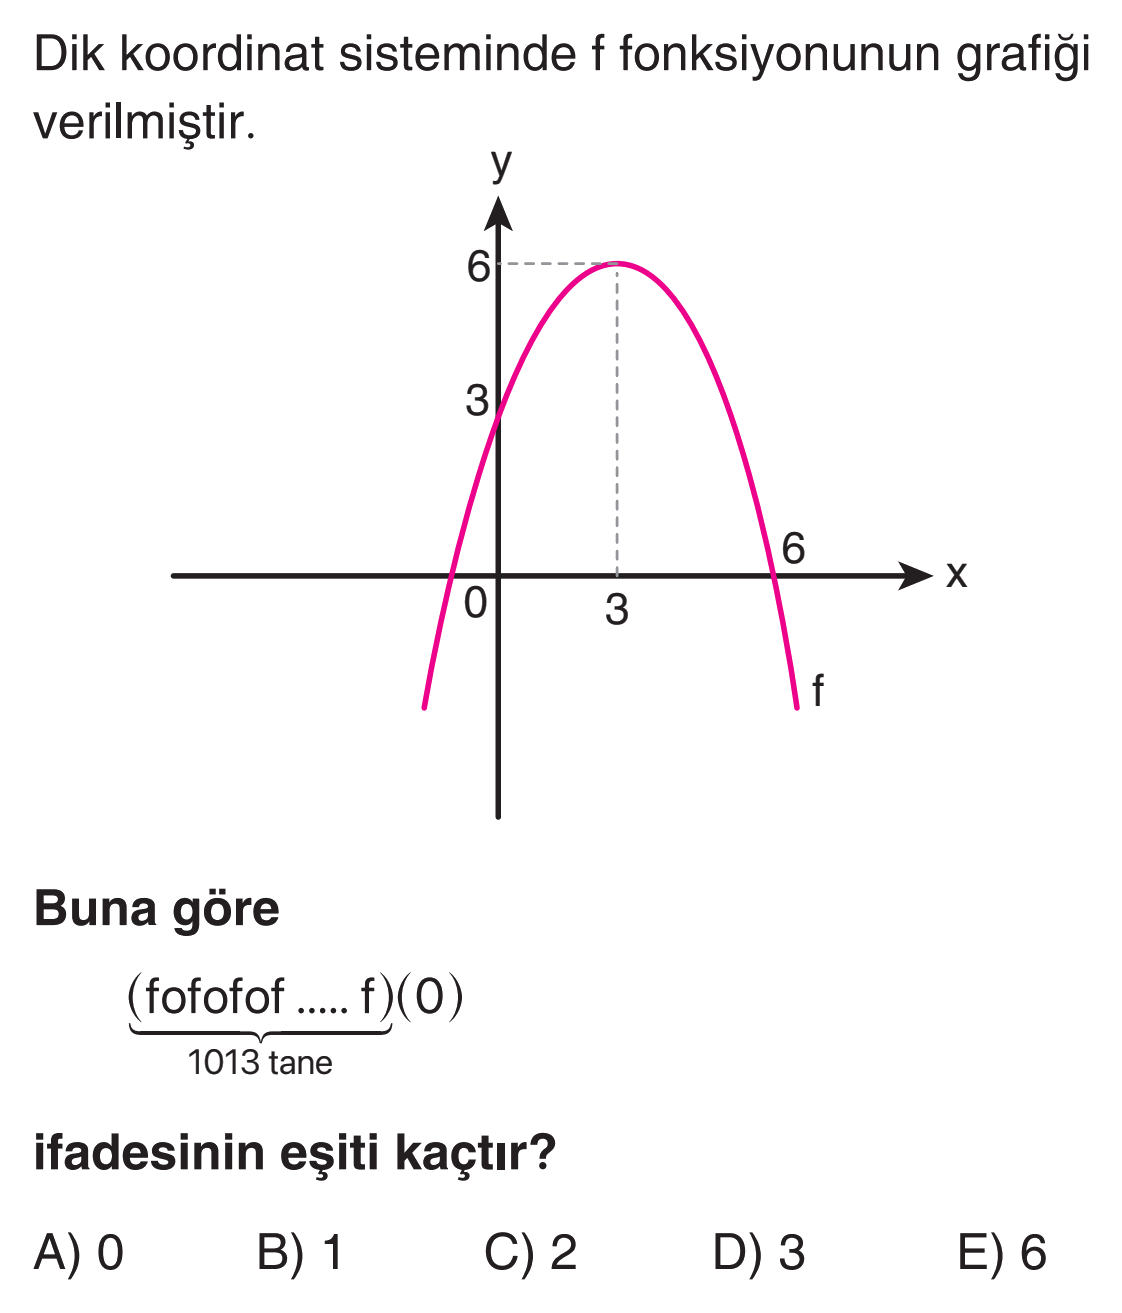 Dik koordinat sisteminde f fonksiyonunun grafiği
verilmiştir.
y
6
3
6
x
0
3
f
Buna göre
(fofofof ..... f)(0)
1013 tane
ifadesinin eşiti kaçtır?
A) 0 B) 1 C) 2 D) 3 E) 6